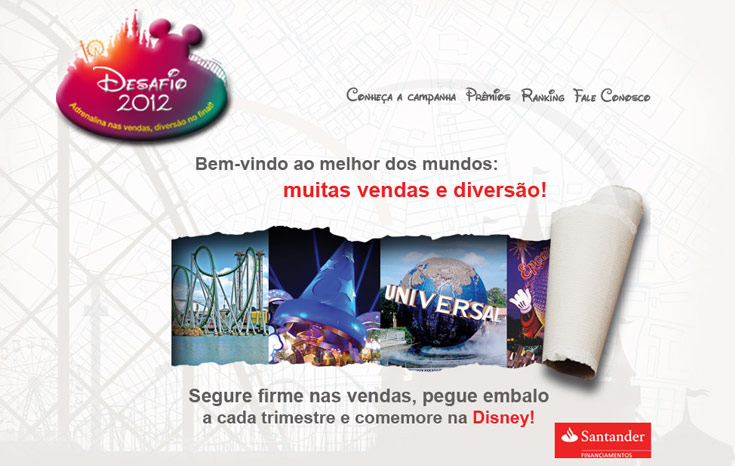 DESAFIO
2012
Adrenalina nas vendas, diversão no final!
Conheça a campanha Prêmios Ranking Fale Conosco
Bem-vindo ao melhor dos mundos:
muitas vendas e diversão!
UNIVERSAL
Epco
Segure firme nas vendas, pegue embalo
a cada trimestre e comemore na Disney!
Santander
FINANCIAMENTOS